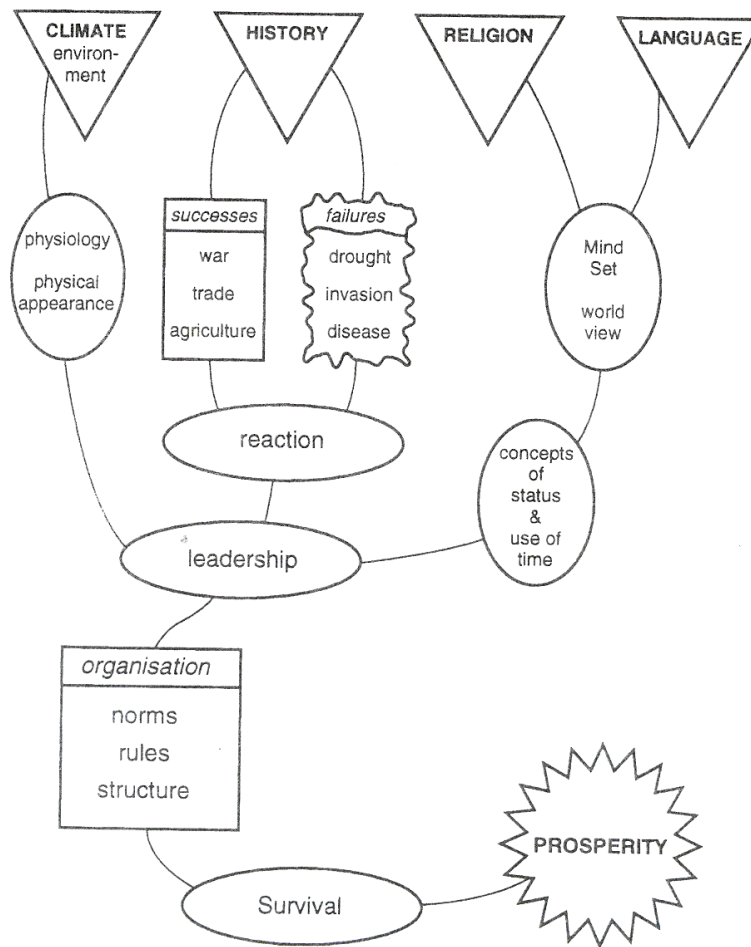 CLIMATE
environ-
ment
HISTORY
RELIGION
LANGUAGE
physiology
physical
appearance
successes
war
trade
agriculture
failures
drought
invasion
disease
Mind
Set
world
view
reaction
concepts
of
status
&
use of
time
leadership
organisation
norms
rules
structure
PROSPERITY
Survival